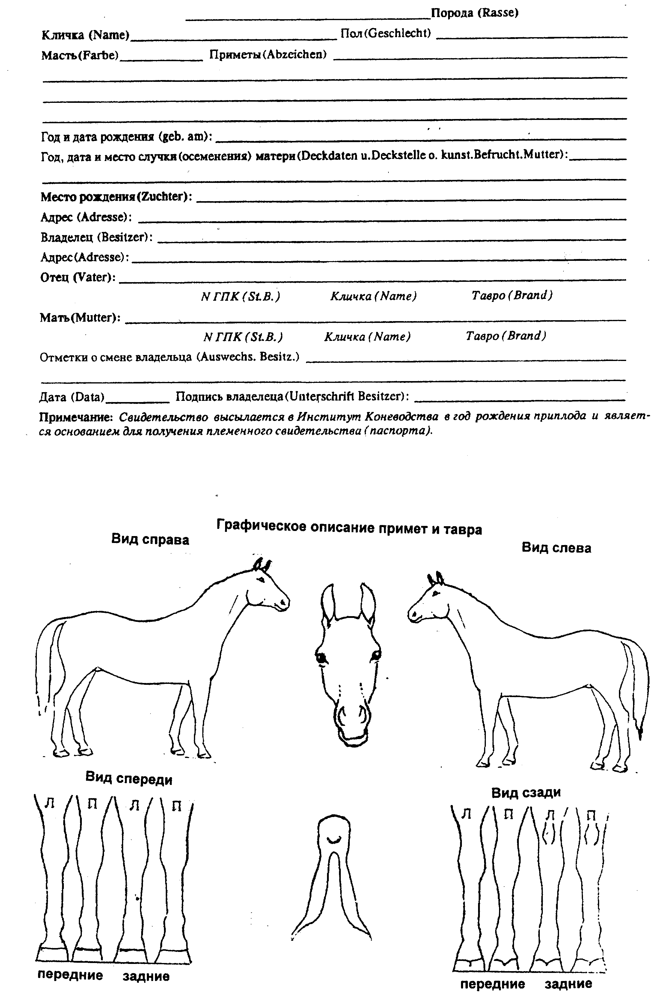 Порода (Rasse)
Кличка (Name) Пол (Geschlecht)
Масть (Farbe) Приметы (Abzeichen)
Год и дата рождения (geb. am):
Год, дата и место случки (осеменения) матери (Deckdaten u.Deckstelle o. kunst.Befrucht.Mutter):
Место рождения (Zuchter):
Адрес (Adresse):
Владелец (Besitzer):
Адрес (Adresse):
Отец (Vater):
N ГПК (St.B.) Кличка (Name) Тавро (Brand)
Мать (Mutter):
N ГПК (St.B.) Кличка (Name) Тавро (Brand)
Отметки о смене владельца (Auswechs. Besitz.)
Дата (Data) Подпись владелеца (Unterschrift Besitzer):
Примечание: Свидетельство высылается в Институт Коневодства в год рождения приплода и являет-
ся основанием для получения племенного свидетельства (паспорта).
Графическое описание примет и тавра
Вид справа
Вид слева
Вид спереди
Вид сзади
Л П Л П
Л П Л П
передние задние
передние задние